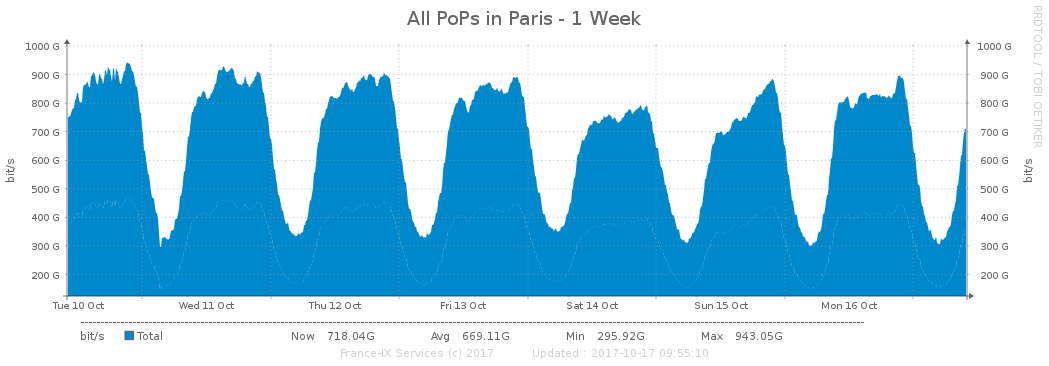 All PoPs in Paris - 1 Week
RRDTOOL / TOBI OETIKER
1000 G 1000 G
900 G 900 G
800 G 800 G
700 G 700 G
600 G 600 G
500 G 500 G
400 G 400 G
300 G 300 G
200 G 200 G
bit/s bit/s
Tue 10 Oct Wed 11 Oct Thu 12 Oct Fri 13 Oct Sat 14 Oct Sun 15 Oct Mon 16 Oct
bit/s Total Now 718.04G Avg 669.11G Min 295.92G Max 943.05G
France-IX Services (c) 2017 Updated : 2017-10-17 09:55:10